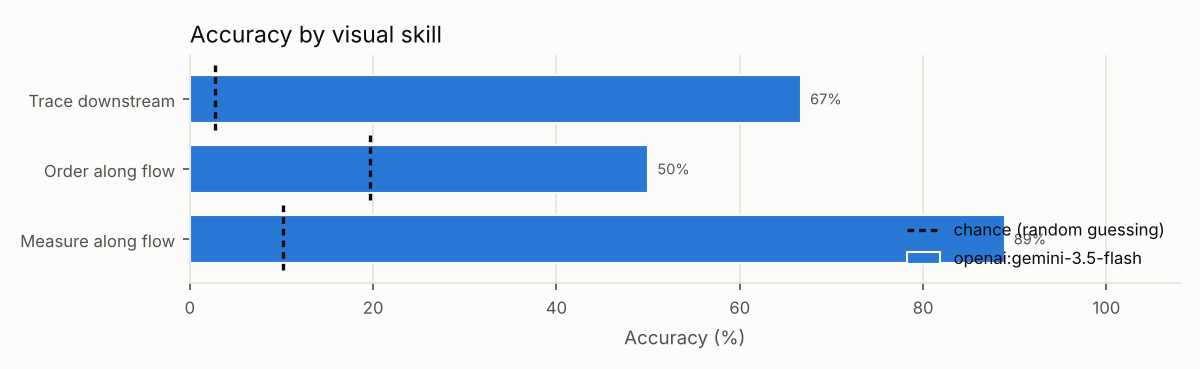 Accuracy by visual skill
Trace downstream
67%
Order along flow
50%
Measure along flow
89%
chance (random guessing)
openai:gemini-3.5-flash
0 20 40 60 80 100
Accuracy (%)